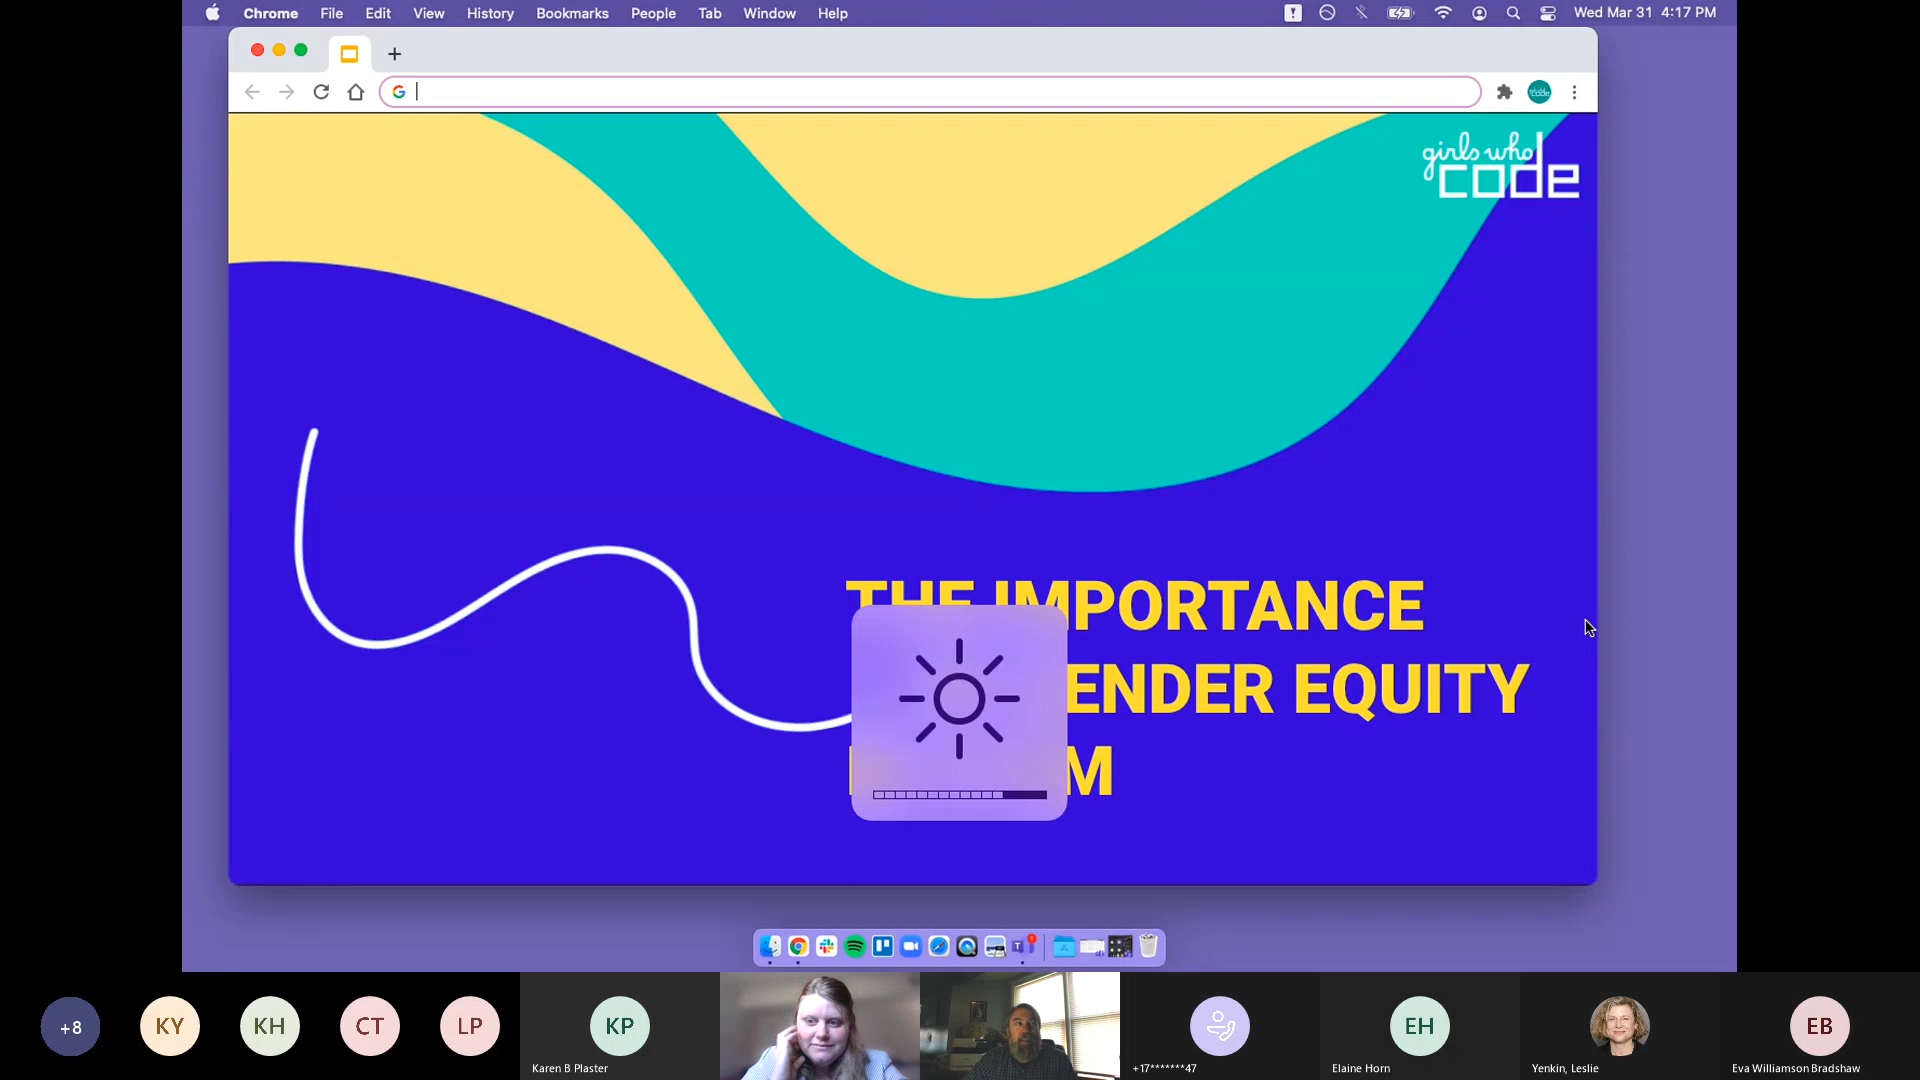 Chrome File Edit View History Bookmarks People Tab Window Help Wed Mar 31 4:17 PM
girls who
code
THE IMPORTANCE
ENDER EQUITY
M
+8 KY KH CT LP KP EH EB
Karen B Plaster +17*******47 Elaine Horn Yenkin, Leslie Eva Williamson Bradshaw